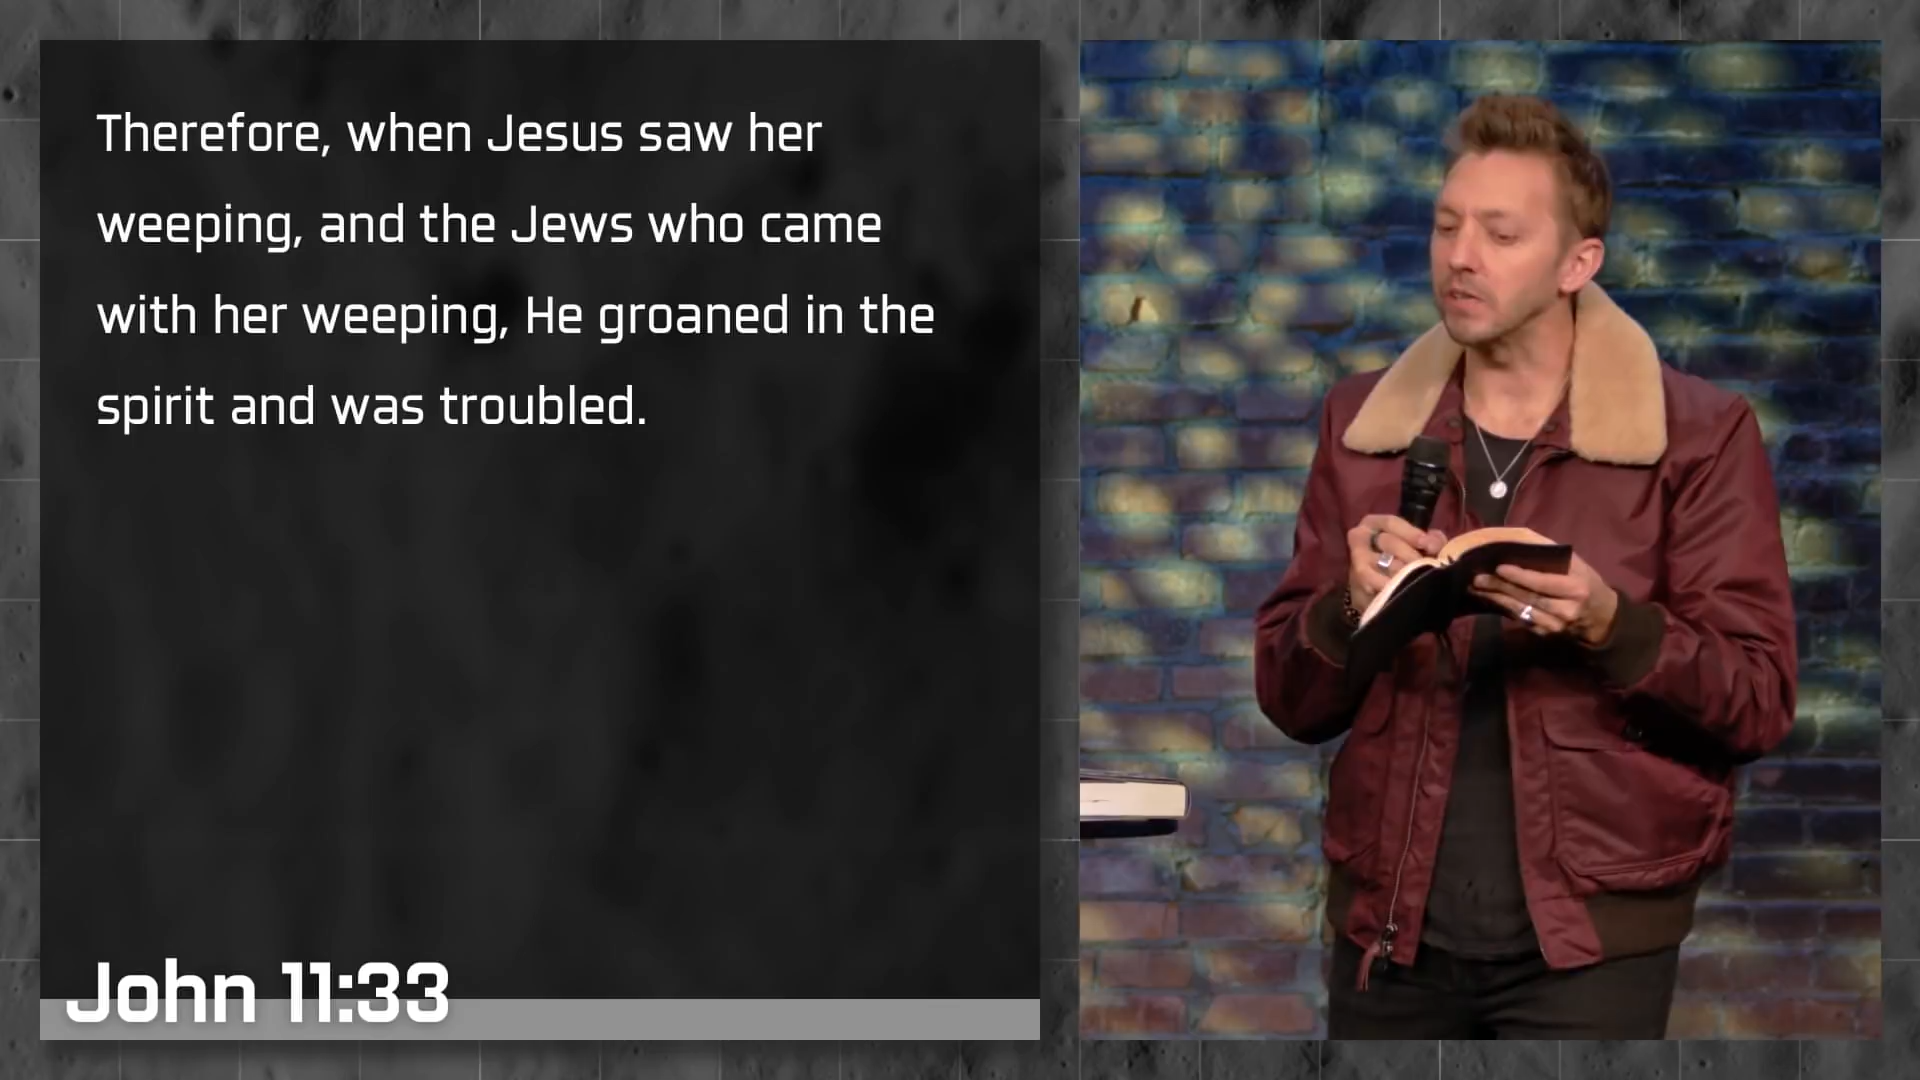 Therefore, when Jesus saw her
weeping, and the Jews who came
with her weeping, He groaned in the
spirit and was troubled.
John 11:33